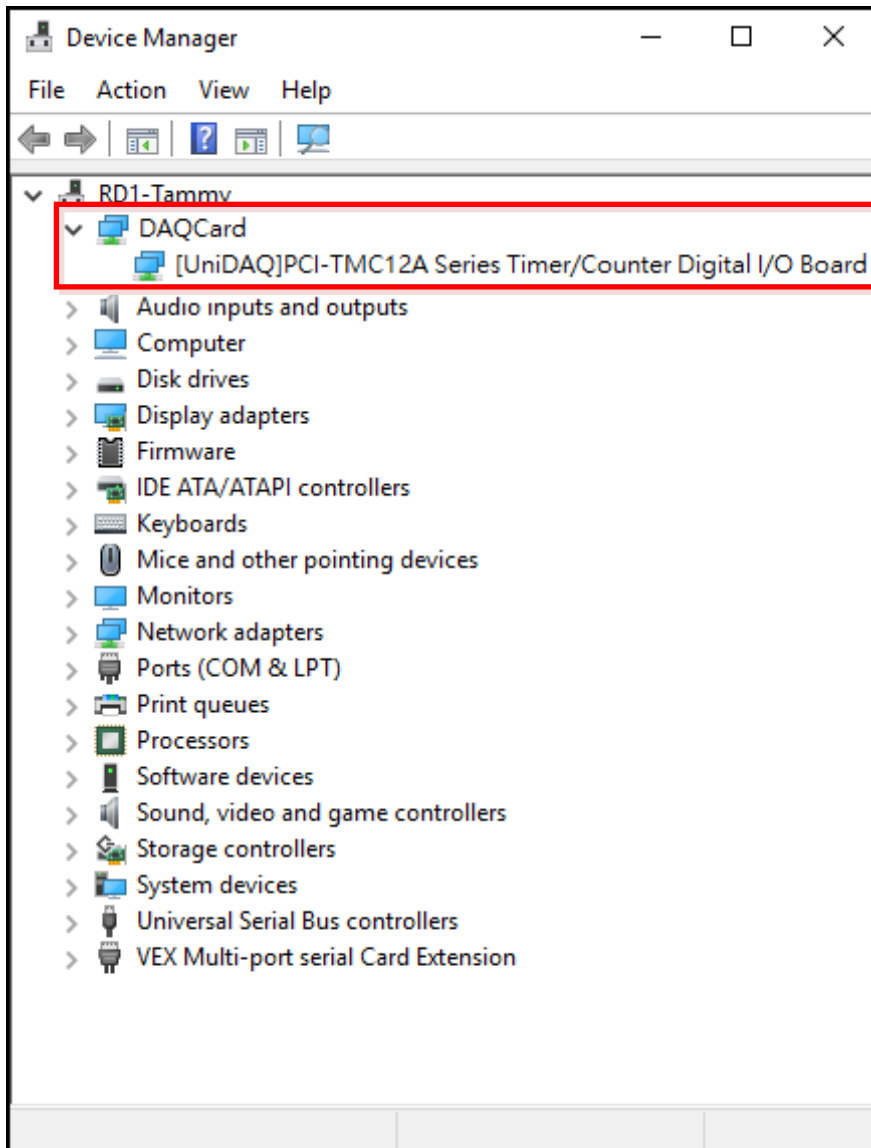 Device Manager
File Action View Help
RD1-Tammy
DAQCard
[UniDAQ]PCI-TMC12A Series Timer/Counter Digital I/O Board
Audio inputs and outputs
Computer
Disk drives
Display adapters
Firmware
IDE ATA/ATAPI controllers
Keyboards
Mice and other pointing devices
Monitors
Network adapters
Ports (COM & LPT)
Print queues
Processors
Software devices
Sound, video and game controllers
Storage controllers
System devices
Universal Serial Bus controllers
VEX Multi-port serial Card Extension